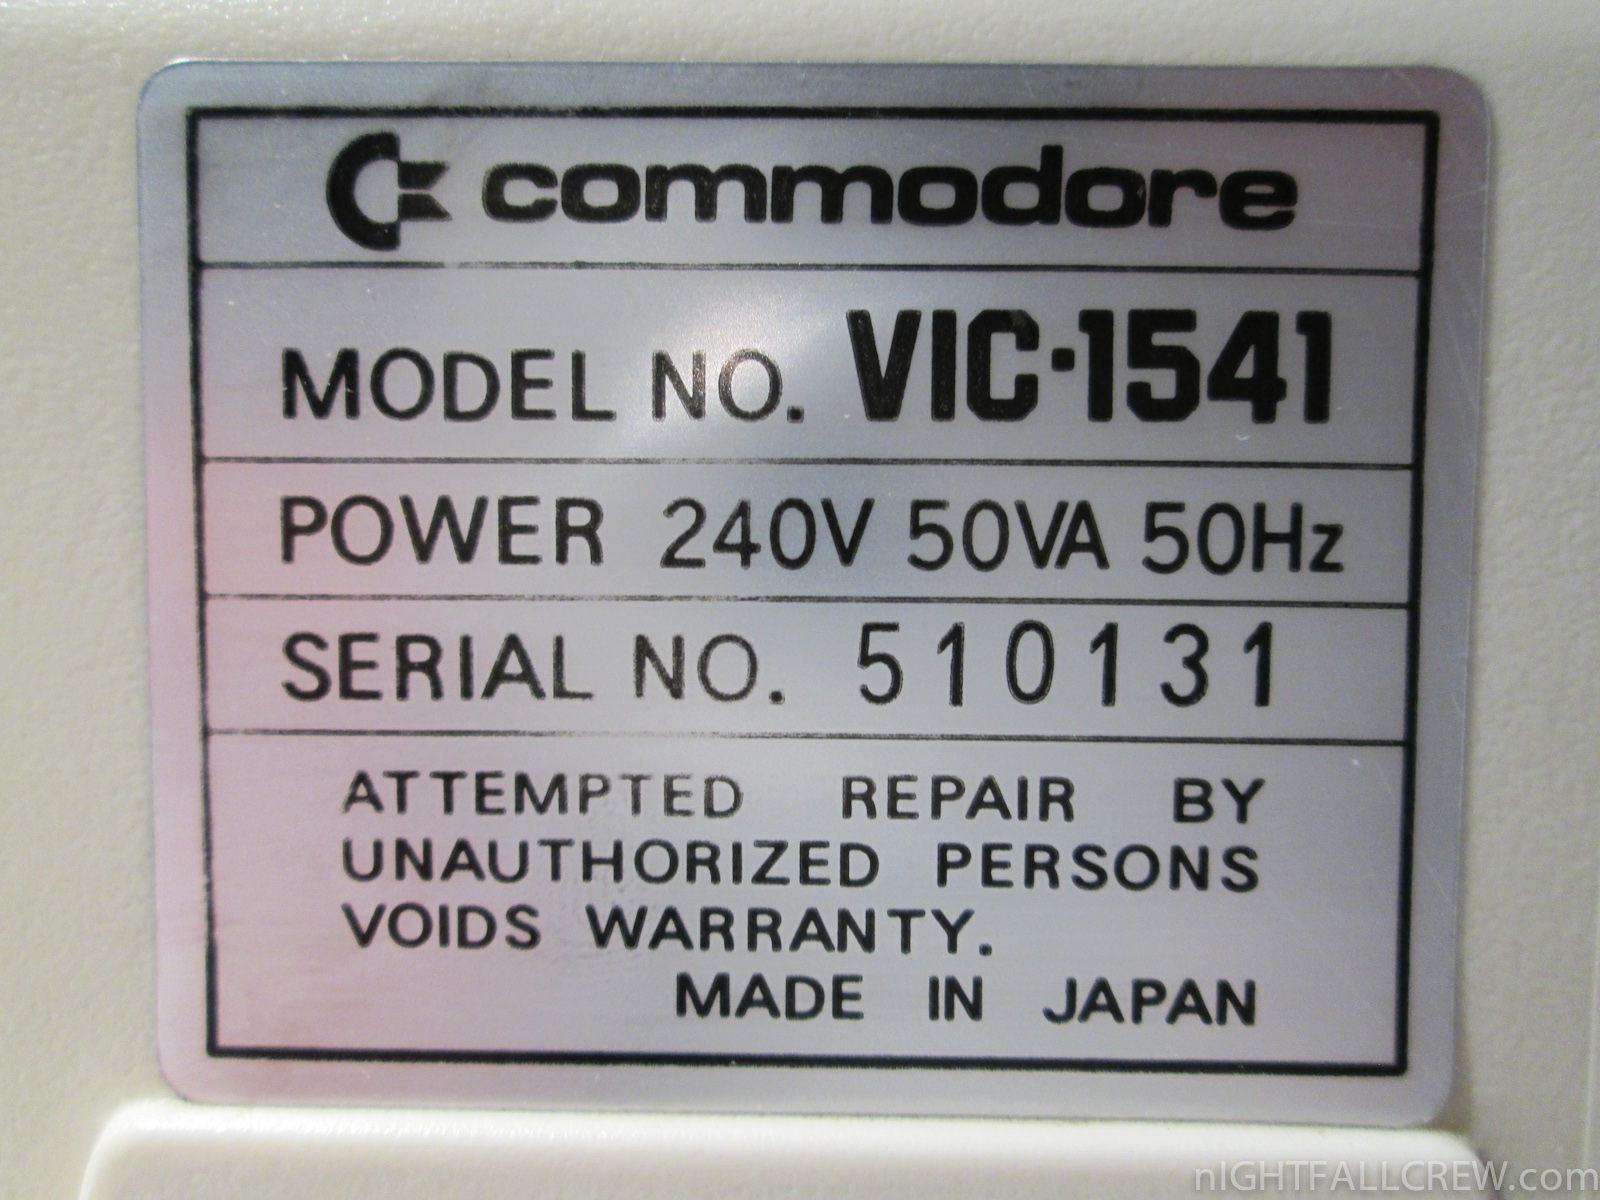 commodore
MODEL NO. VIC-1541
POWER 240V 50VA 50Hz
SERIAL NO. 510131
ATTEMPTED REPAIR BY
UNAUTHORIZED PERSONS
VOIDS WARRANTY.
MADE IN JAPAN
nIGHTFALLCREW.com